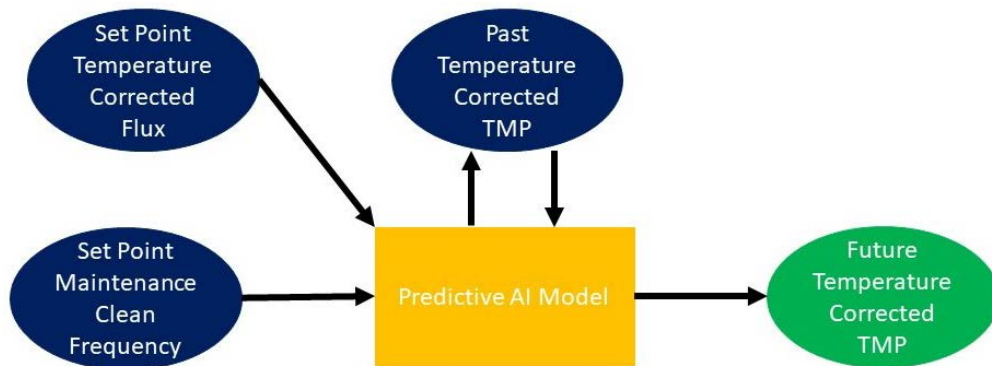 Set Point
Temperature
Corrected
Flux
Past
Temperature
Corrected
TMP
Set Point
Maintenance
Clean
Frequency
Predictive AI Model
Future
Temperature
Corrected
TMP